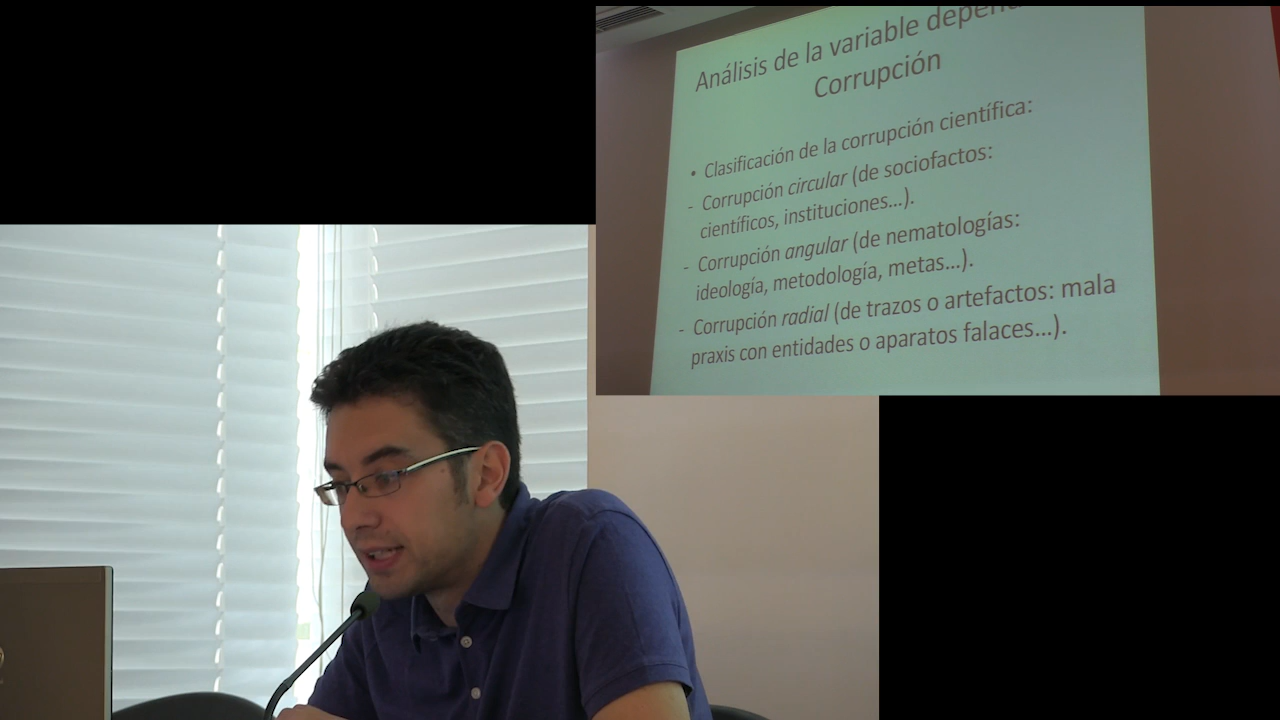 Análisis de la variable
Corrupción
• Clasificación de la corrupción científica:
- Corrupción circular (de sociofactos:
científicos, instituciones...).
- Corrupción angular (de nematologías:
ideología, metodología, metas...).
- Corrupción radial (de trazos o artefactos: mala
praxis con entidades o aparatos falaces...).